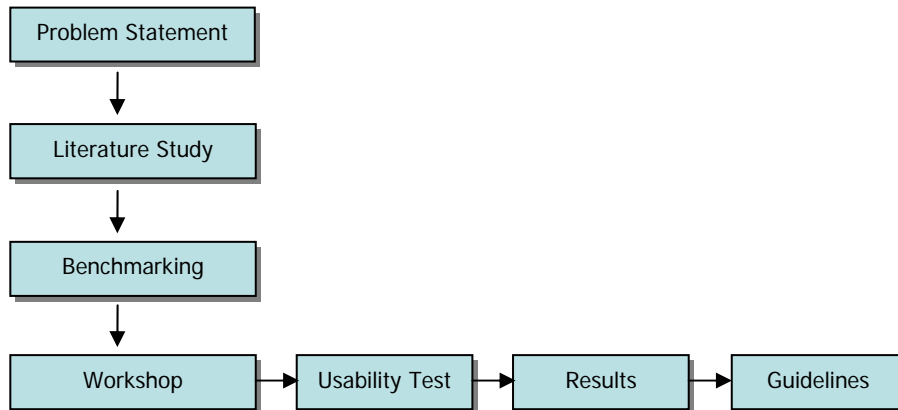 Problem Statement
Literature Study
Benchmarking
Workshop
Usability Test
Results
Guidelines